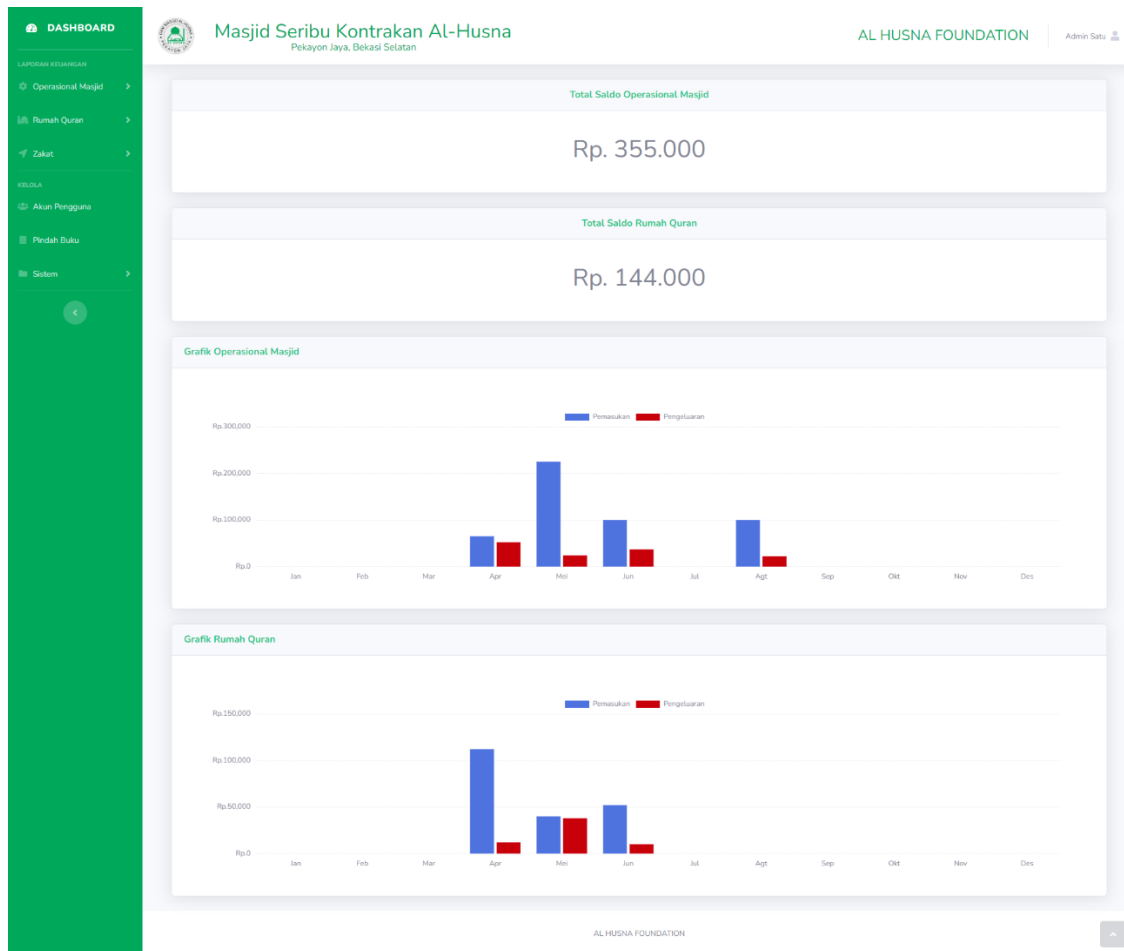 DASHBOARD
LAPORAN KEUANGAN
Operasional Masjid
Rumah Quran
Zakat
KELOLA
Akun Pengguna
Pindah Buku
Sistem
Masjid Seribu Kontrakan Al-Husna
Pekayon Jaya, Bekasi Selatan
AL HUSNA FOUNDATION
Admin Satu
Total Saldo Operasional Masjid
Rp. 355.000
Total Saldo Rumah Quran
Rp. 144.000
Grafik Operasional Masjid
Pemasukan Pengeluaran
Rp.300,000
Rp.200,000
Rp.100,000
Rp.0
Jan Feb Mar Apr Mei Jun Jul Agt Sep Okt Nov Des
Grafik Rumah Quran
Pemasukan Pengeluaran
Rp.150,000
Rp.100,000
Rp.50,000
Rp.0
Jan Feb Mar Apr Mei Jun Jul Agt Sep Okt Nov Des
AL HUSNA FOUNDATION